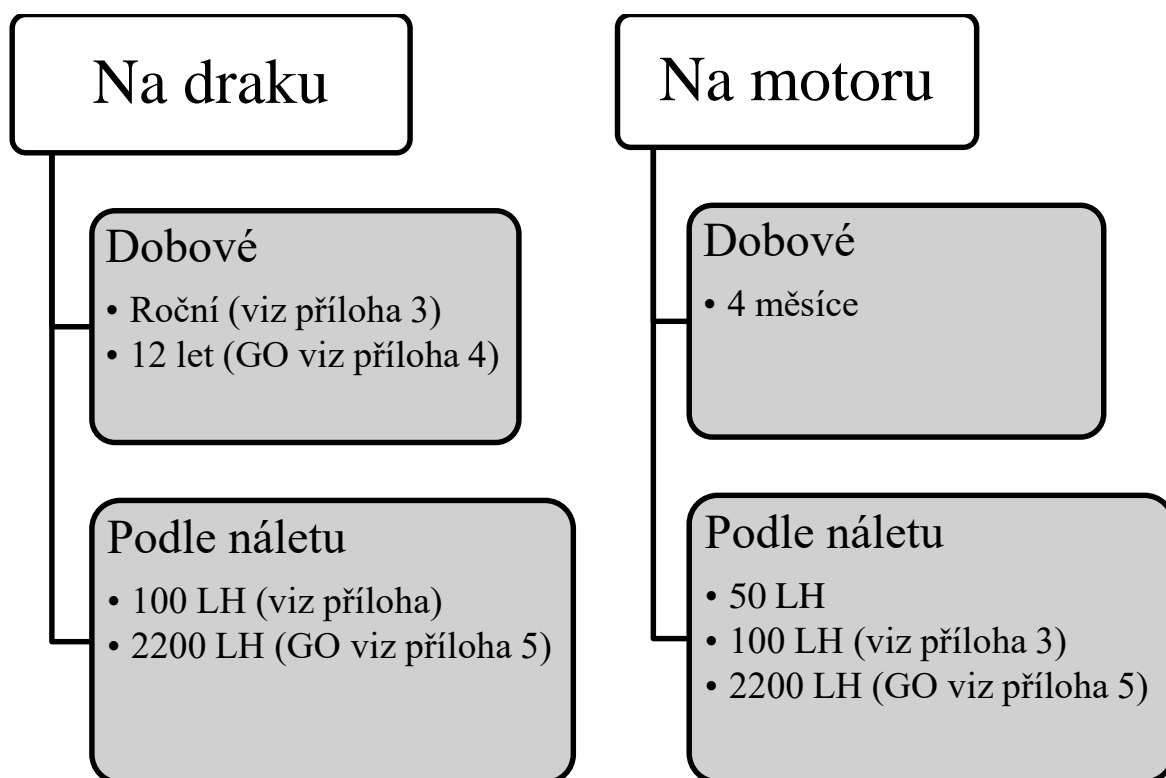 Na draku
Dobové
• Roční (viz příloha 3)
• 12 let (GO viz příloha 4)
Podle náletu
• 100 LH (viz příloha)
• 2200 LH (GO viz příloha 5)
Na motoru
Dobové
• 4 měsíce
Podle náletu
• 50 LH
• 100 LH (viz příloha 3)
• 2200 LH (GO viz příloha 5)